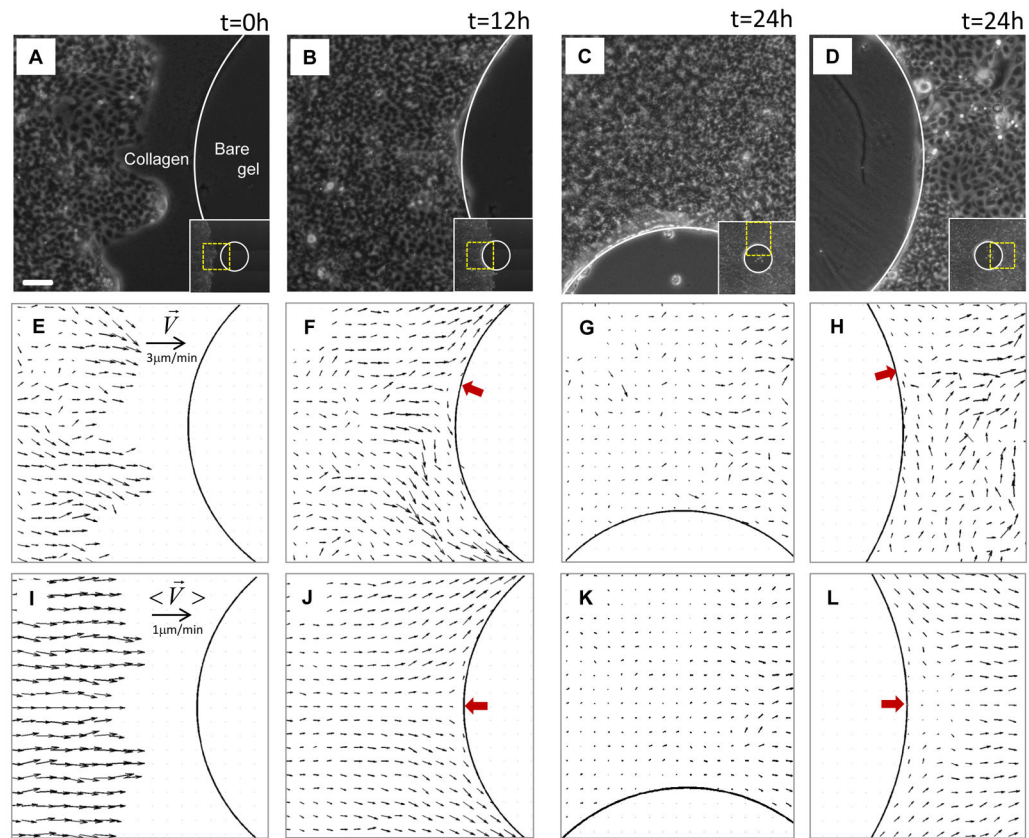 t=0h
t=12h
t=24h
t=24h
A
B
C
D
Collagen
Bare
gel
E
V
3μm/min
F
G
H
I
< V >
1μm/min
J
K
L